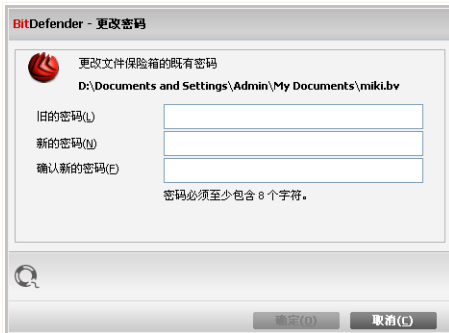 BitDefender - 更改密码
更改文件保险箱的既有密码
D:\Documents and Settings\Admin\My Documents\miki.bv
旧的密码(L)
新的密码(N)
确认新的密码(F)
密码必须至少包含 8 个字符。
确定(O)
取消(C)